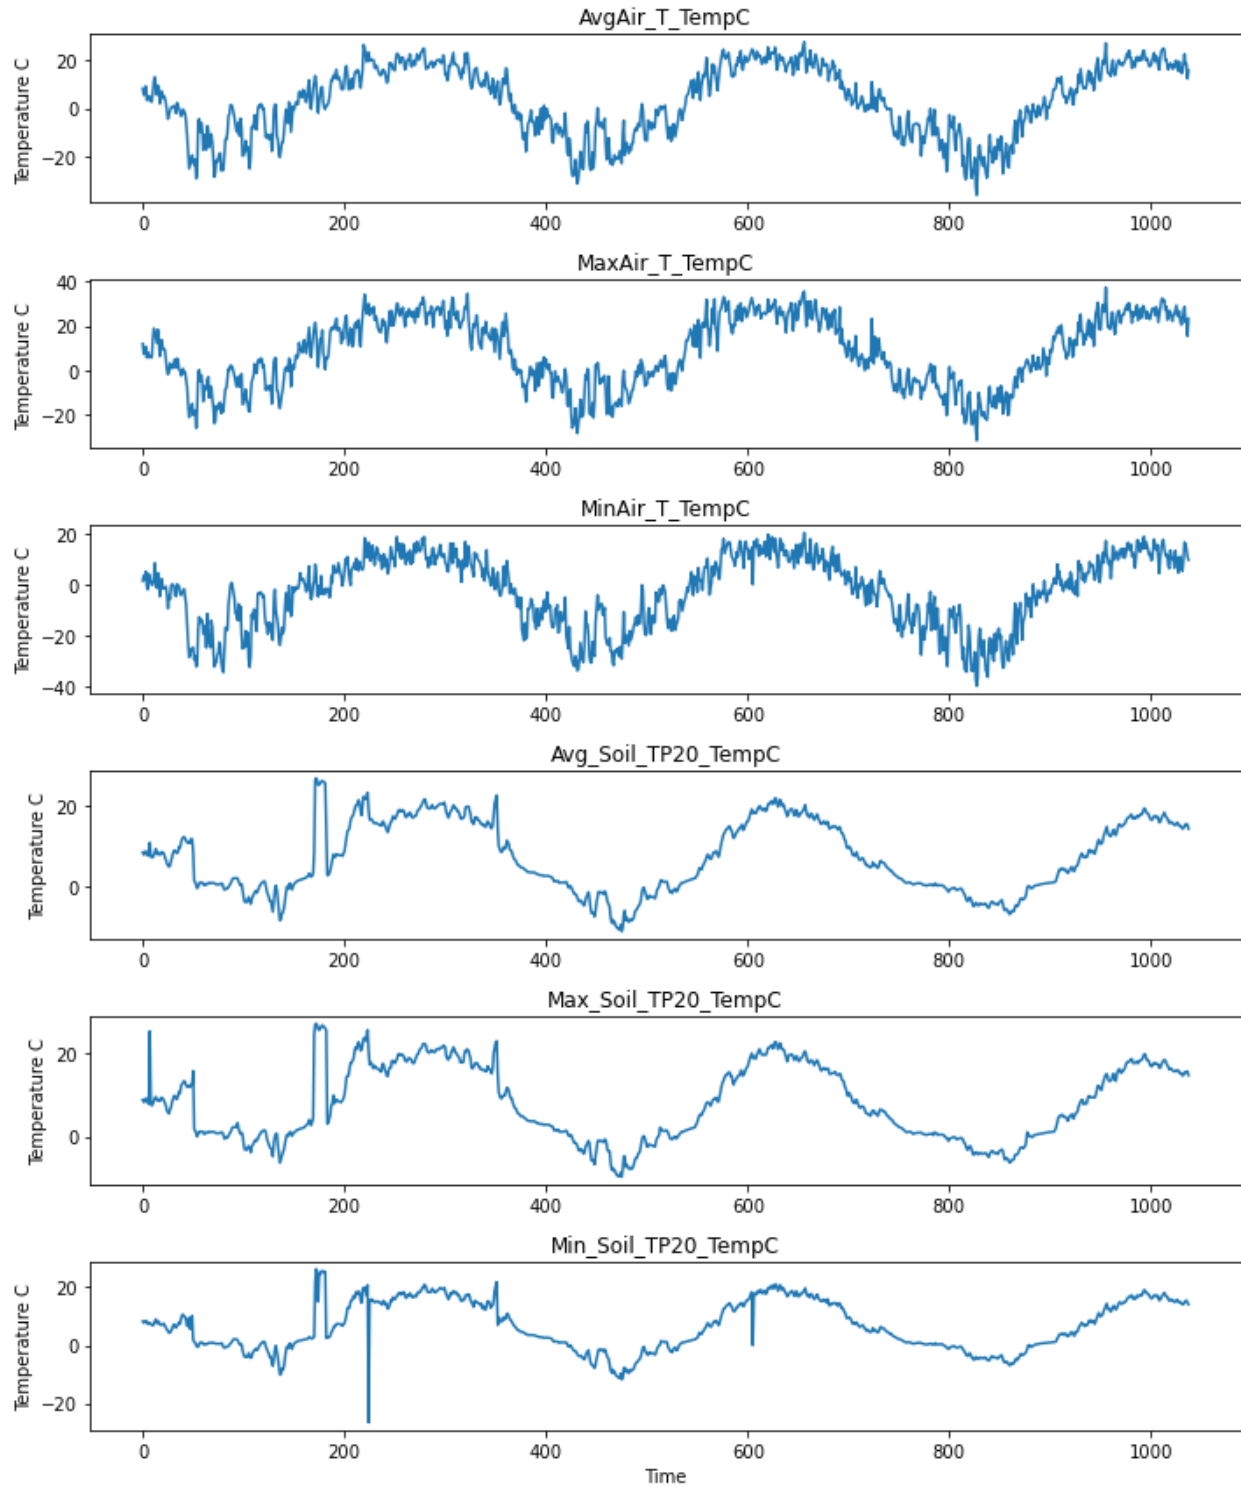 AvgAir_T_TempC
Temperature C
20
0
−20
0 200 400 600 800 1000
MaxAir_T_TempC
Temperature C
40
20
0
−20
0 200 400 600 800 1000
MinAir_T_TempC
Temperature C
20
0
−20
−40
0 200 400 600 800 1000
Avg_Soil_TP20_TempC
Temperature C
20
0
0 200 400 600 800 1000
Max_Soil_TP20_TempC
Temperature C
20
0
0 200 400 600 800 1000
Min_Soil_TP20_TempC
Temperature C
20
0
−20
0 200 400 600 800 1000
Time